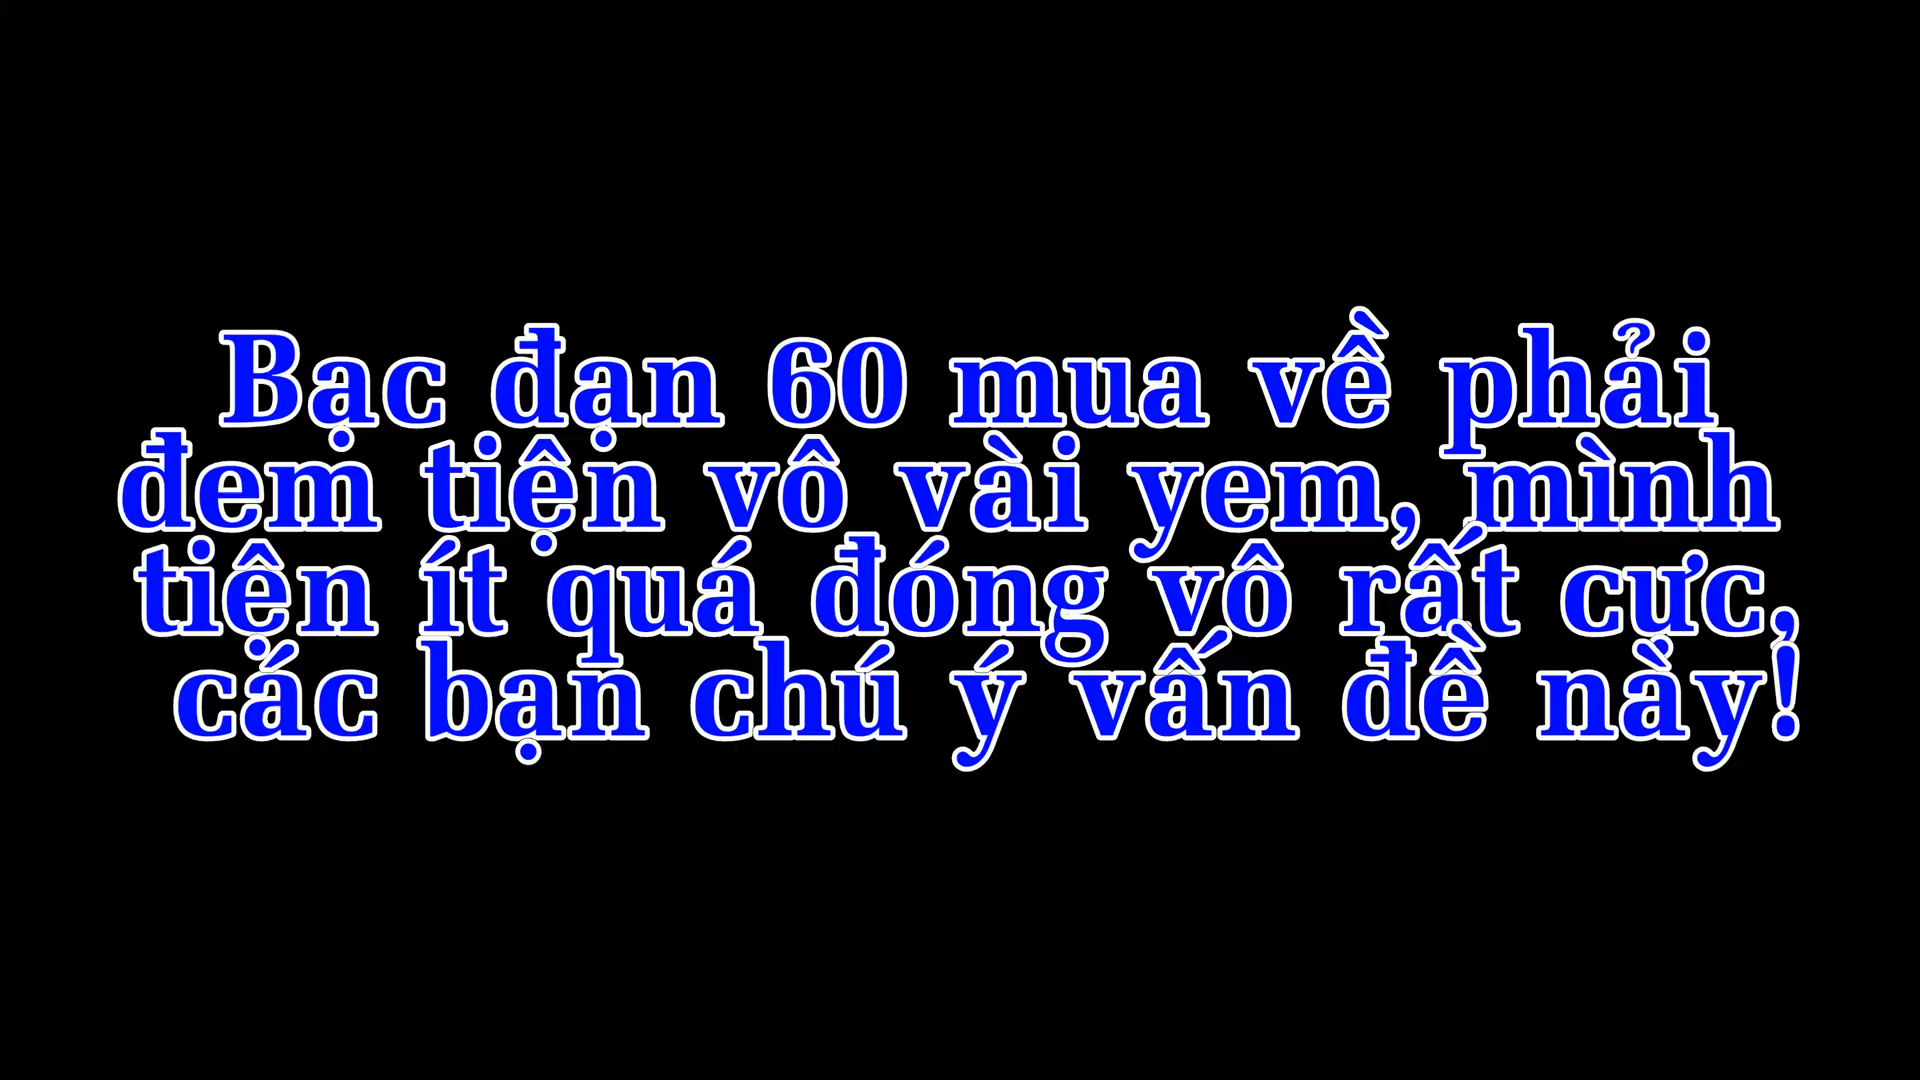 Bạc đạn 60 mua về phải
đem tiện vô vài yem, mình
tiện ít quá đóng vô rất cực,
các bạn chú ý vấn đề này!